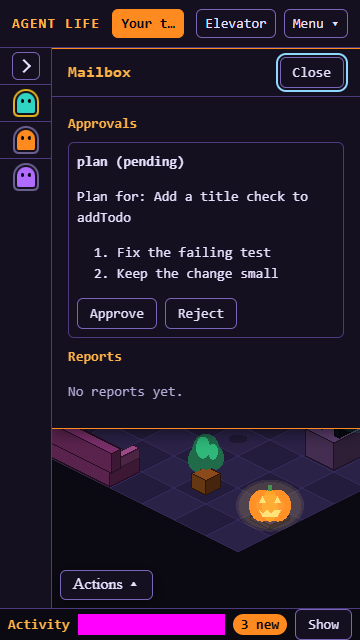 AGENT LIFE
Your t…
Elevator
Menu ▾
Mailbox
Close
Approvals
plan (pending)
Plan for: Add a title check to
addTodo
1. Fix the failing test
2. Keep the change small
Approve
Reject
Reports
No reports yet.
Actions ▴
Activity
3 new
Show